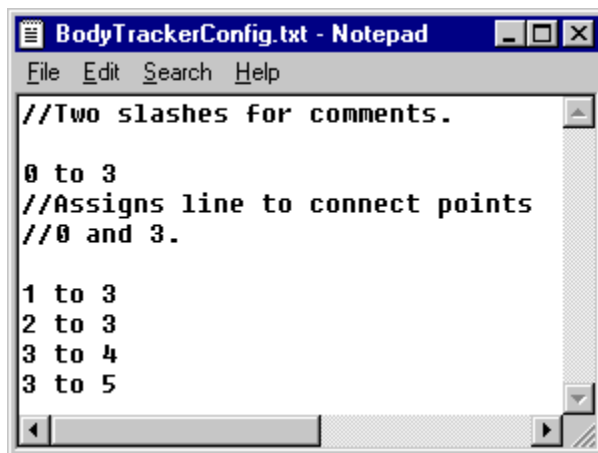 BodyTrackerConfig.txt - Notepad
File Edit Search Help
//Two slashes for comments.
0 to 3
//Assigns line to connect points
//0 and 3.
1 to 3
2 to 3
3 to 4
3 to 5